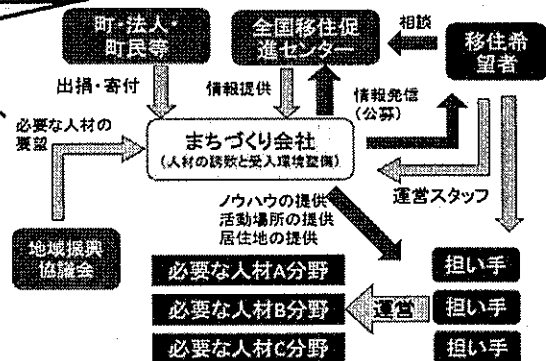 町・法人・
町民等
全国移住促
進センター
相談
移住希
望者
出捐・寄付
情報提供
情報発信
(公募)
必要な人材の
要望
まちづくり会社
(人材の誘致と受入環境整備)
運営スタッフ
ノウハウの提供
活動場所の提供
居住地の提供
地域振興
協議会
必要な人材A分野
必要な人材B分野
必要な人材C分野
運営
担い手
担い手
担い手